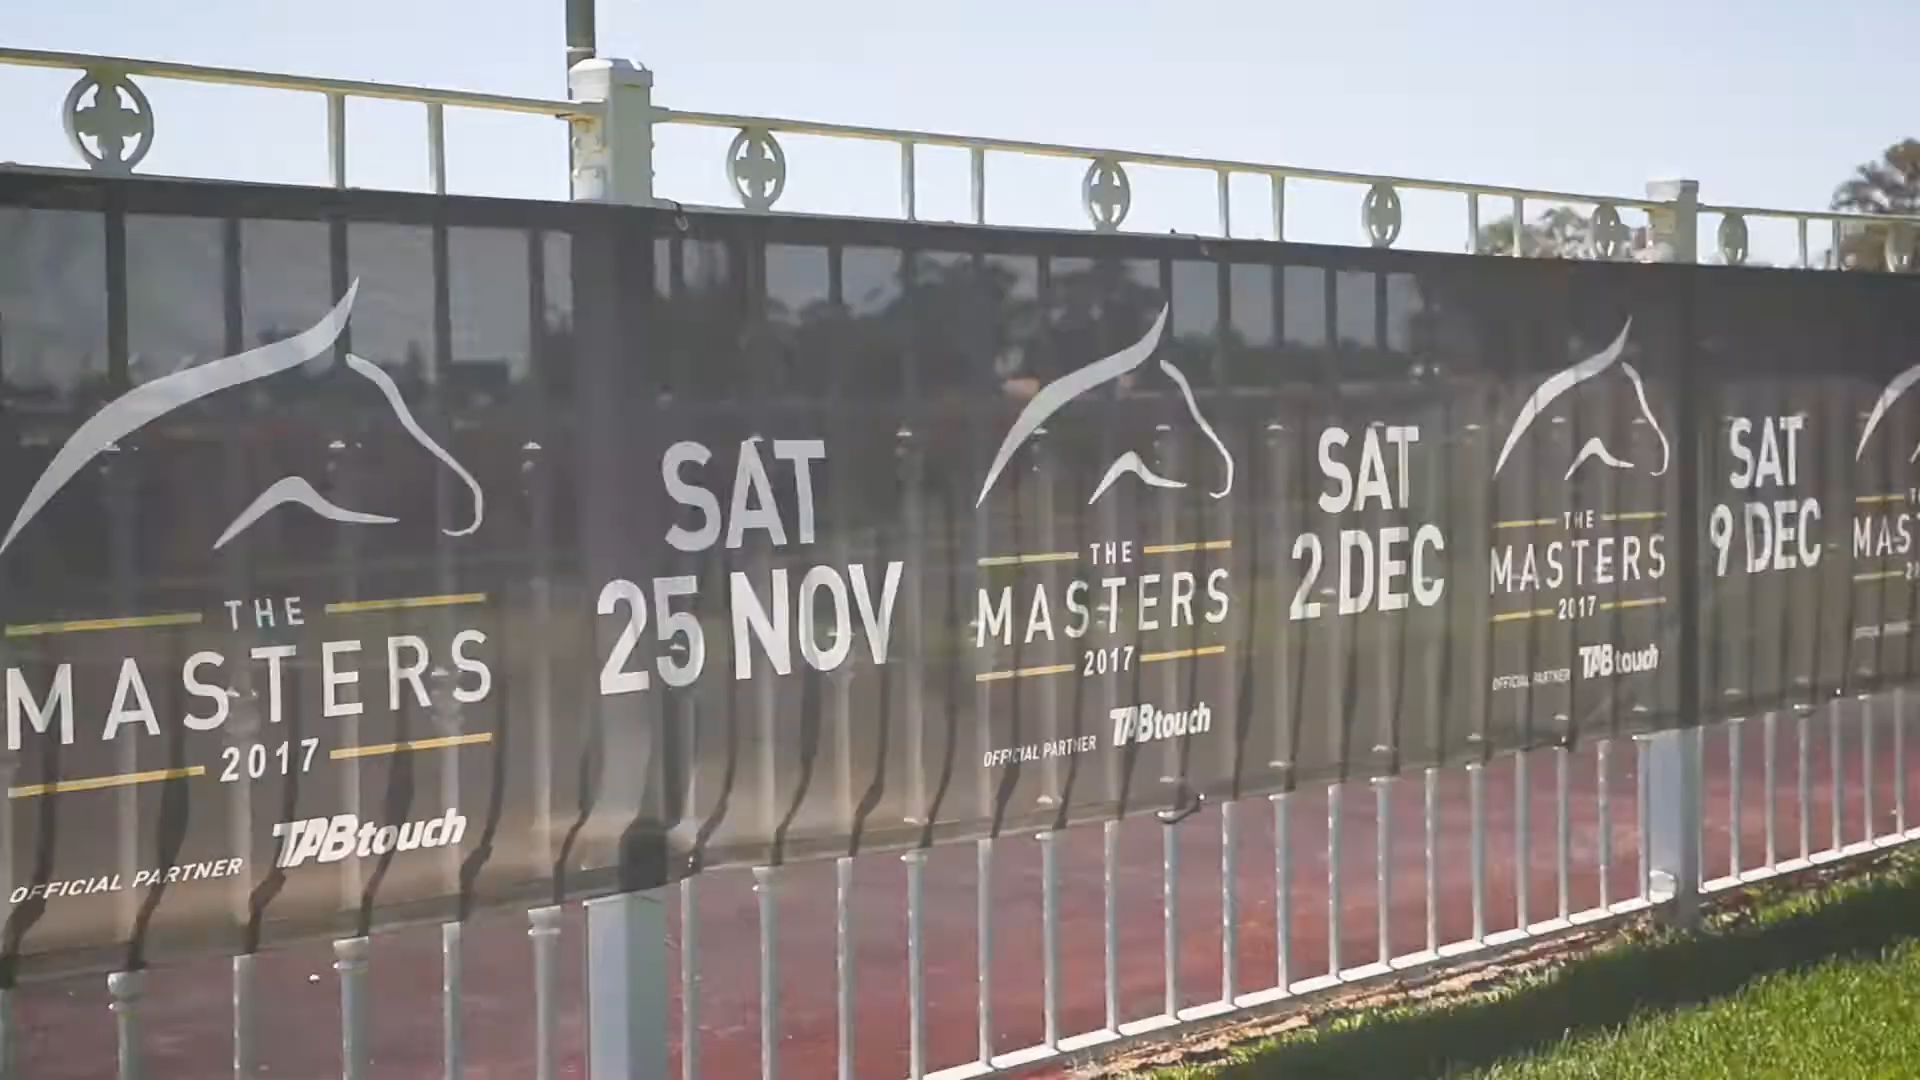 THE
MASTERS
2017
OFFICIAL PARTNER TABtouch
SAT
25 NOV
THE
MASTERS
2017
OFFICIAL PARTNER TABtouch
SAT
2 DEC
THE
MASTERS
2017
OFFICIAL PARTNER TABtouch
SAT
9 DEC